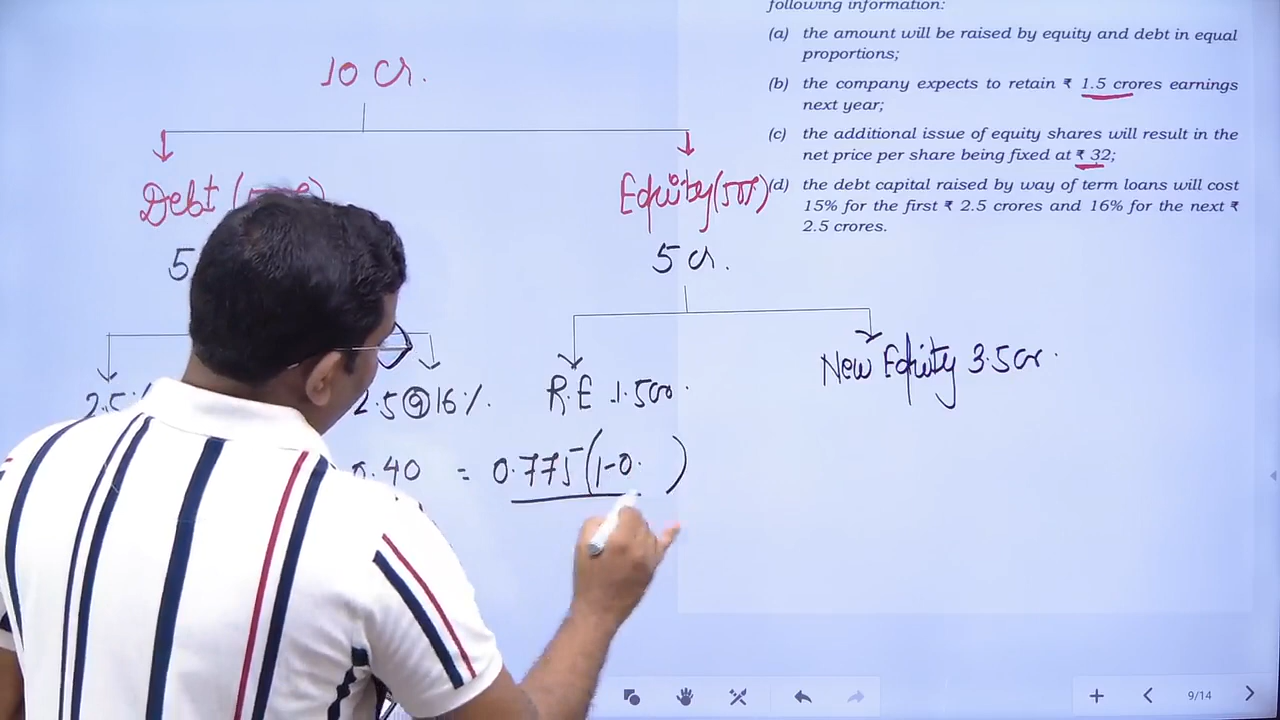 following information:
(a) the amount will be raised by equity and debt in equal
proportions;
(b) the company expects to retain ₹ 1.5 crores earnings
next year;
(c) the additional issue of equity shares will result in the
net price per share being fixed at ₹ 32;
(d) the debt capital raised by way of term loans will cost
15% for the first ₹ 2.5 crores and 16% for the next ₹
2.5 crores.
10 Cr.
Debt
Equity (50%)
5
5 cr.
2.5
2.5@16%.
R.E 1.5cr.
New Equity 3.5cr.
0.40 = 0.775(1-0. )
9/14